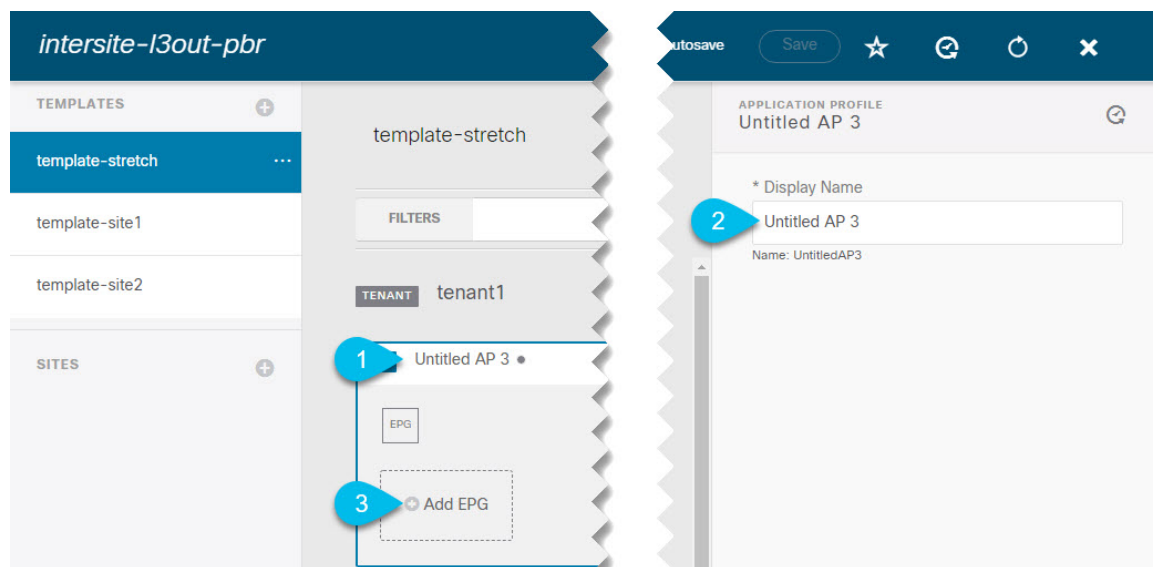 intersite-l3out-pbr
TEMPLATES
template-stretch
template-site1
template-site2
SITES
template-stretch
FILTERS
TENANT tenant1
1 Untitled AP 3
EPG
3 Add EPG
utosave Save
APPLICATION PROFILE
Untitled AP 3
* Display Name
2 Untitled AP 3
Name: UntitledAP3